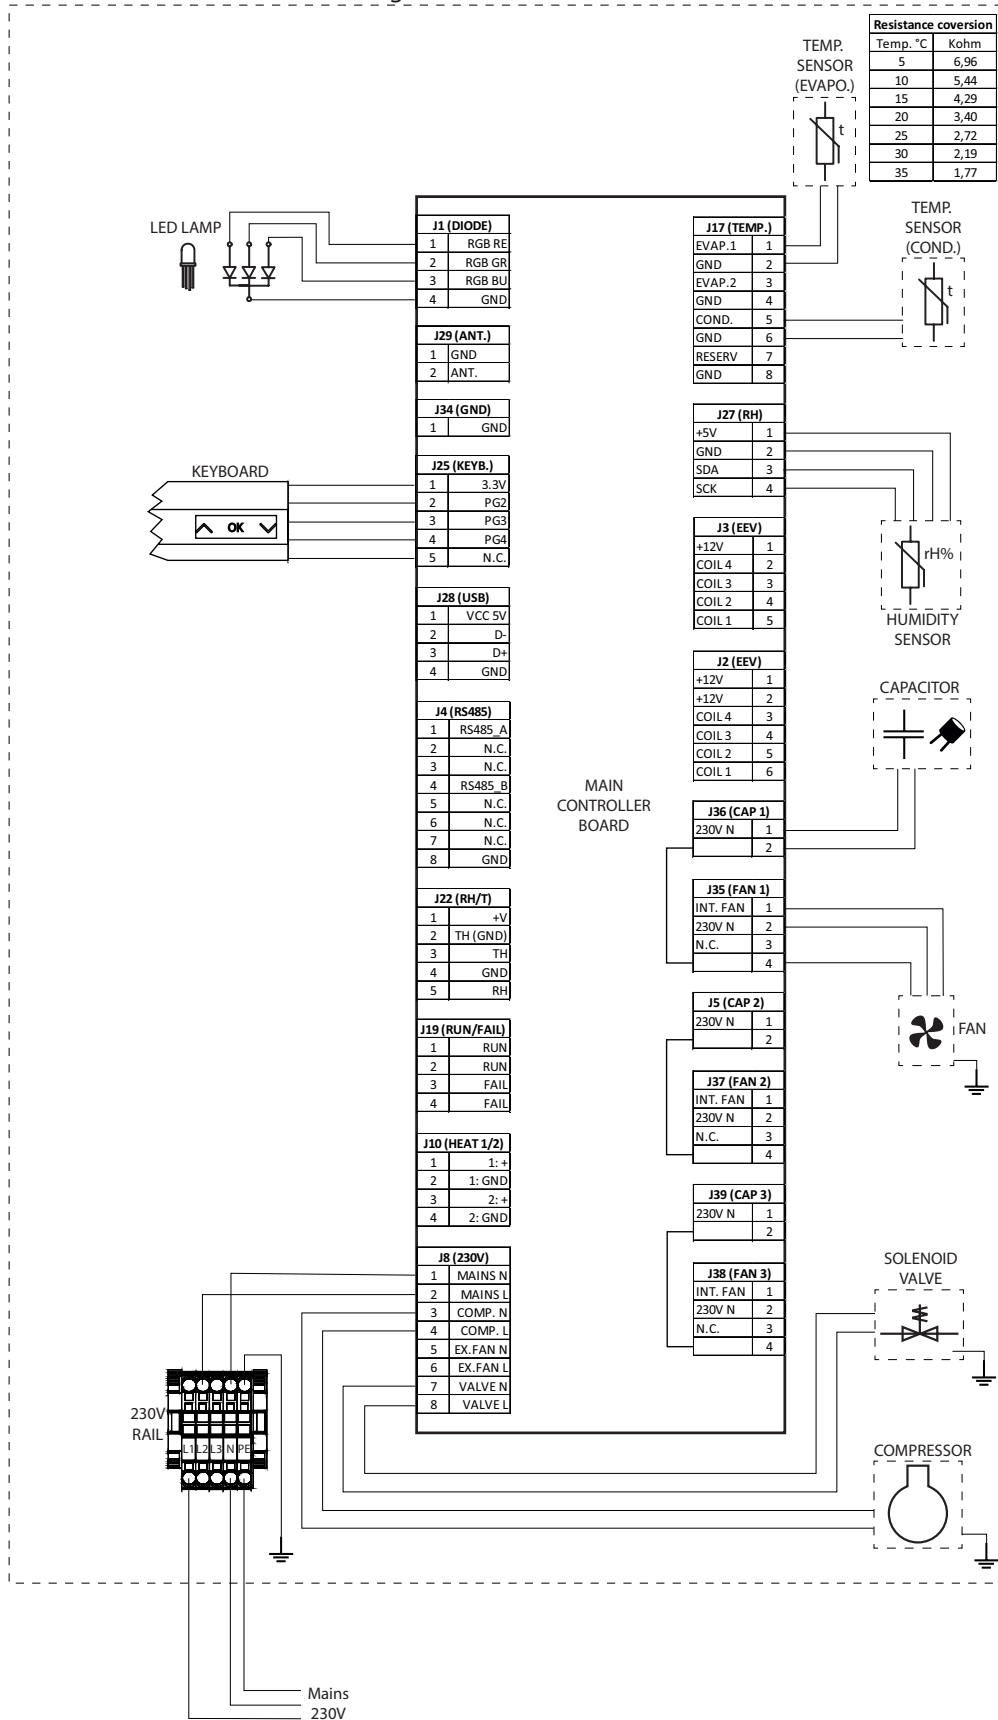 Resistance coversion
Temp. °C Kohm
5 6,96
10 5,44
15 4,29
20 3,40
25 2,72
30 2,19
35 1,77
TEMP.
SENSOR
(EVAPO.)
t
TEMP.
SENSOR
(COND.)
t
LED LAMP
J1 (DIODE)
1 RGB RE
2 RGB GR
3 RGB BU
4 GND
J29 (ANT.)
1 GND
2 ANT.
J34 (GND)
1 GND
KEYBOARD
OK
J25 (KEYB.)
1 3.3V
2 PG2
3 PG3
4 PG4
5 N.C.
J28 (USB)
1 VCC 5V
2 D-
3 D+
4 GND
J4 (RS485)
1 RS485_A
2 N.C.
3 N.C.
4 RS485_B
5 N.C.
6 N.C.
7 N.C.
8 GND
J22 (RH/T)
1 +V
2 TH (GND)
3 TH
4 GND
5 RH
J19 (RUN/FAIL)
1 RUN
2 RUN
3 FAIL
4 FAIL
J10 (HEAT 1/2)
1 1: +
2 1: GND
3 2: +
4 2: GND
J8 (230V)
1 MAINS N
2 MAINS L
3 COMP. N
4 COMP. L
5 EX.FAN N
6 EX.FAN L
7 VALVE N
8 VALVE L
MAIN
CONTROLLER
BOARD
J17 (TEMP.)
EVAP.1 1
GND 2
EVAP.2 3
GND 4
COND. 5
GND 6
RESERV 7
GND 8
J27 (RH)
+5V 1
GND 2
SDA 3
SCK 4
rH%
HUMIDITY
SENSOR
J3 (EEV)
+12V 1
COIL 4 2
COIL 3 3
COIL 2 4
COIL 1 5
J2 (EEV)
+12V 1
+12V 2
COIL 4 3
COIL 3 4
COIL 2 5
COIL 1 6
CAPACITOR
J36 (CAP 1)
230V N 1
2
J35 (FAN 1)
INT. FAN 1
230V N 2
N.C. 3
4
FAN
J5 (CAP 2)
230V N 1
2
J37 (FAN 2)
INT. FAN 1
230V N 2
N.C. 3
4
J39 (CAP 3)
230V N 1
2
J38 (FAN 3)
INT. FAN 1
230V N 2
N.C. 3
4
SOLENOID
VALVE
COMPRESSOR
230V
RAIL
L1 L2 L3 N PE
Mains
230V